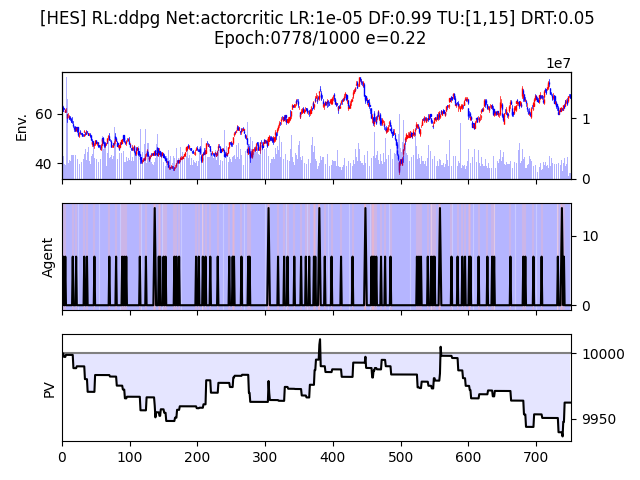 [HES] RL:ddpg Net:actorcritic LR:1e-05 DF:0.99 TU:[1,15] DRT:0.05
Epoch:0778/1000 e=0.22
1e7
Env.
60
40
1
0
Agent
10
0
PV
10000
9950
0 100 200 300 400 500 600 700